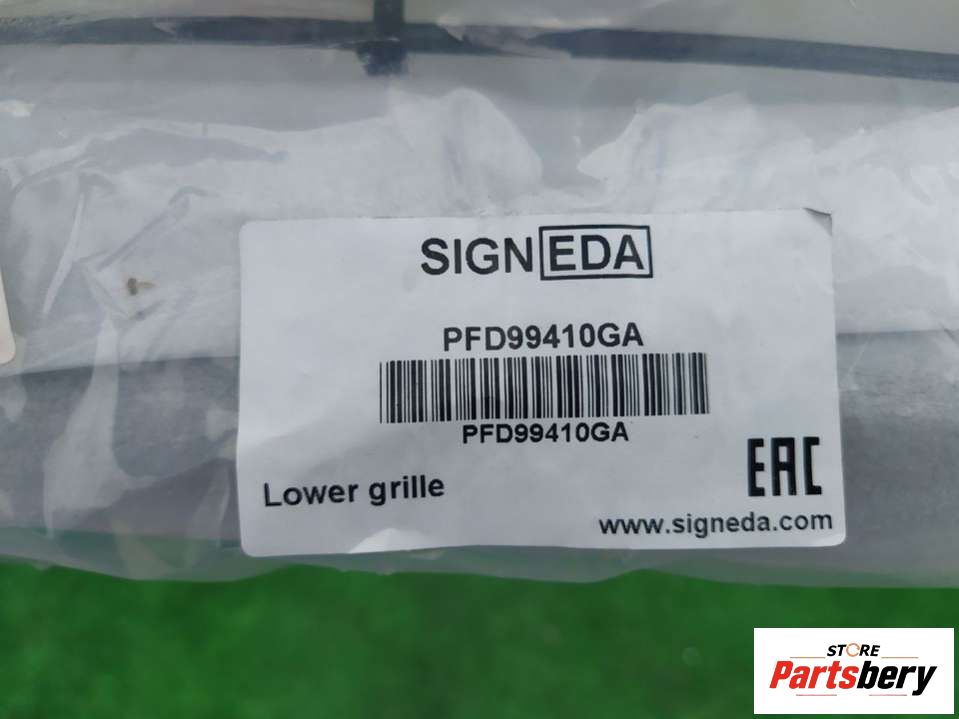 SIGNEDA
PFD99410GA
PFD99410GA
Lower grille
EAC
www.signeda.com
STORE
Partsbery